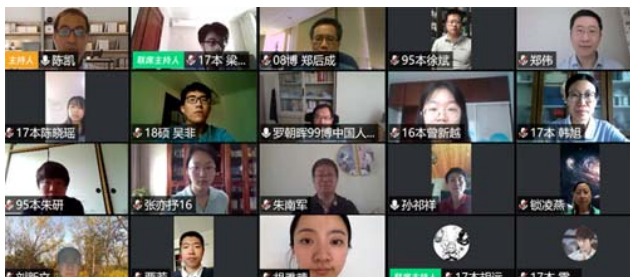 主持人 陈凯
联席主持人 17本 梁...
08博 郑后成
95本徐斌
郑伟
17本陈晓瑶
18硕 吴非
罗朝晖99博中国人...
16本曾新越
17本 韩旭
95本朱研
张亦抒16
朱南军
孙祁祥
锁凌燕